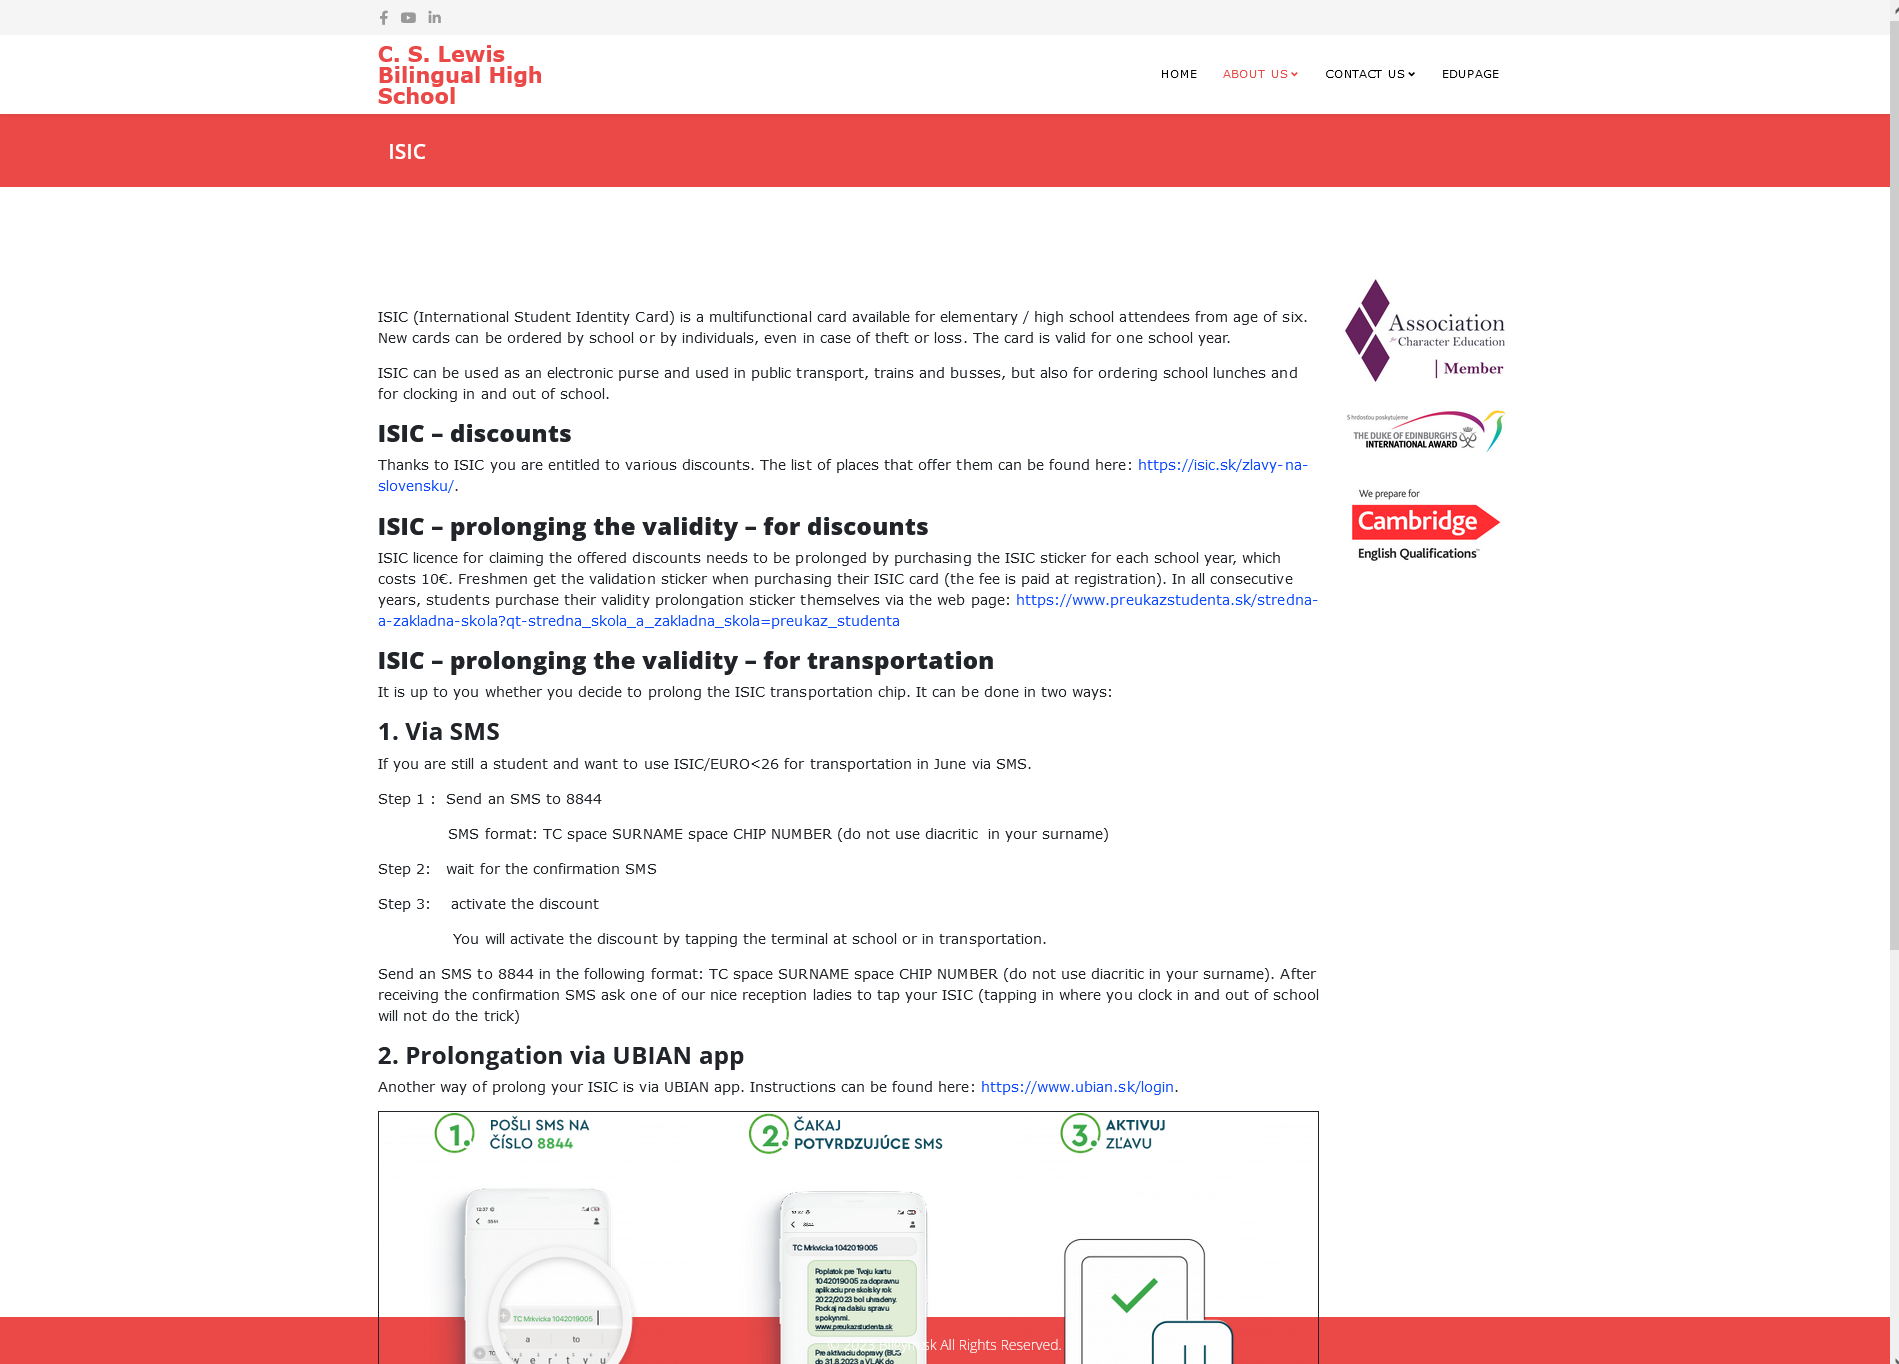 C. S. Lewis
Bilingual High
School
HOME ABOUT US CONTACT US EDUPAGE
ISIC
ISIC (International Student Identity Card) is a multifunctional card available for elementary / high school attendees from age of six.
New cards can be ordered by school or by individuals, even in case of theft or loss. The card is valid for one school year.
ISIC can be used as an electronic purse and used in public transport, trains and busses, but also for ordering school lunches and
for clocking in and out of school.
ISIC – discounts
Thanks to ISIC you are entitled to various discounts. The list of places that offer them can be found here: https://isic.sk/zlavy-na-
slovensku/.
ISIC – prolonging the validity – for discounts
ISIC licence for claiming the offered discounts needs to be prolonged by purchasing the ISIC sticker for each school year, which
costs 10€. Freshmen get the validation sticker when purchasing their ISIC card (the fee is paid at registration). In all consecutive
years, students purchase their validity prolongation sticker themselves via the web page: https://www.preukazstudenta.sk/stredna-
a-zakladna-skola?qt-stredna_skola_a_zakladna_skola=preukaz_studenta
ISIC – prolonging the validity – for transportation
It is up to you whether you decide to prolong the ISIC transportation chip. It can be done in two ways:
1. Via SMS
If you are still a student and want to use ISIC/EURO<26 for transportation in June via SMS.
Step 1 : Send an SMS to 8844
SMS format: TC space SURNAME space CHIP NUMBER (do not use diacritic in your surname)
Step 2: wait for the confirmation SMS
Step 3: activate the discount
You will activate the discount by tapping the terminal at school or in transportation.
Send an SMS to 8844 in the following format: TC space SURNAME space CHIP NUMBER (do not use diacritic in your surname). After
receiving the confirmation SMS ask one of our nice reception ladies to tap your ISIC (tapping in where you clock in and out of school
will not do the trick)
2. Prolongation via UBIAN app
Another way of prolong your ISIC is via UBIAN app. Instructions can be found here: https://www.ubian.sk/login.
1. POŠLI SMS NA
ČÍSLO 8844
2. ČAKAJ
POTVRDZUJÚCE SMS
3. AKTIVUJ
ZĽAVU
12:37
8844
TC Mrkvicka 1042019005
a to
w e r t y u
TC Mrkvicka 1042019005
Poplatok pre Tvoju kartu
1042019005 za dopravnu
aplikaciu pre skolsky rok
2022/2023 bol uhradeny.
Pockaj na dalsiu spravu
s pokynmi.
www.preukazstudenta.sk
Pre aktivaciu dopravy (BUS
do 31.8.2023 a VLAK do
sk All Rights Reserved.
Association
for Character Education
Member
S hrdosťou poskytujeme
THE DUKE OF EDINBURGH'S
INTERNATIONAL AWARD
We prepare for
Cambridge
English Qualifications™